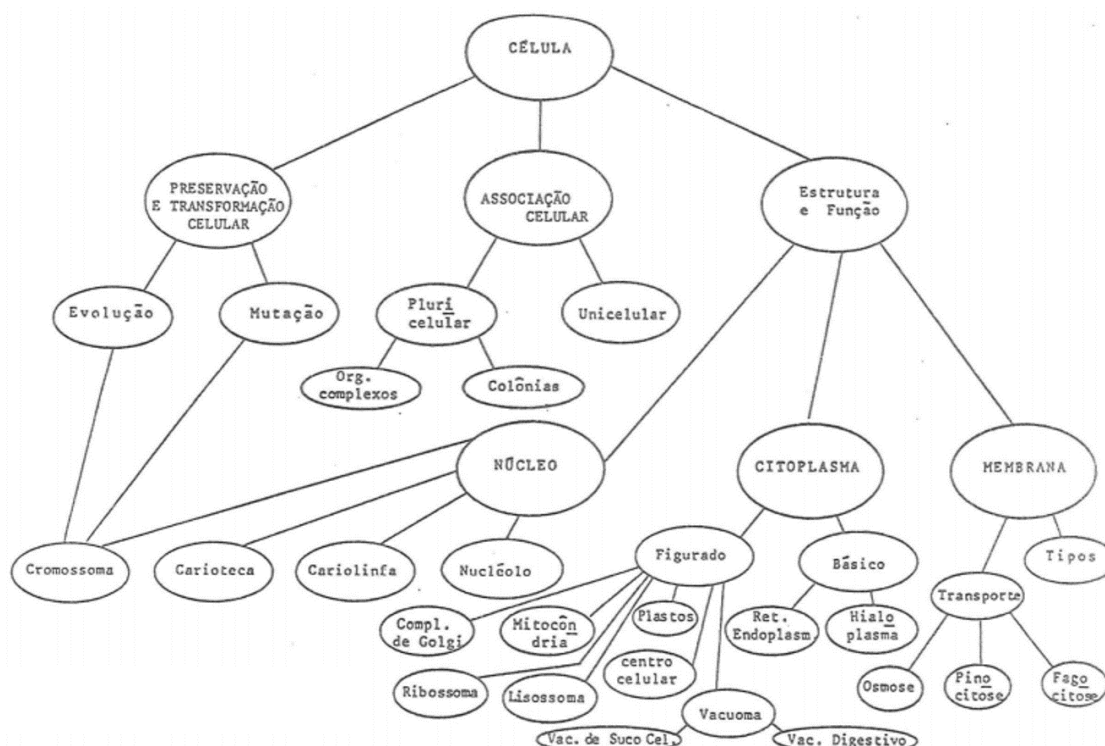 CÉLULA
PRESERVAÇÃO
E TRANSFORMAÇÃO
CELULAR
ASSOCIAÇÃO
CELULAR
Estrutura
e Função
Evolução
Mutação
Pluri
celular
Unicelular
Org.
complexos
Colônias
NÚCLEO
CITOPLASMA
MEMBRANA
Cromossoma
Carioteca
Cariolinfa
Nucléolo
Figurado
Básico
Tipos
Transporte
Compl.
de Golgi
Mitocôn
dria
Plastos
Ret.
Endoplasm.
Hialo
plasma
Ribossoma
Lisossoma
centro
celular
Osmose
Pino
citose
Fago
citose
Vacuoma
Vac. de Suco Cel.
Vac. Digestivo